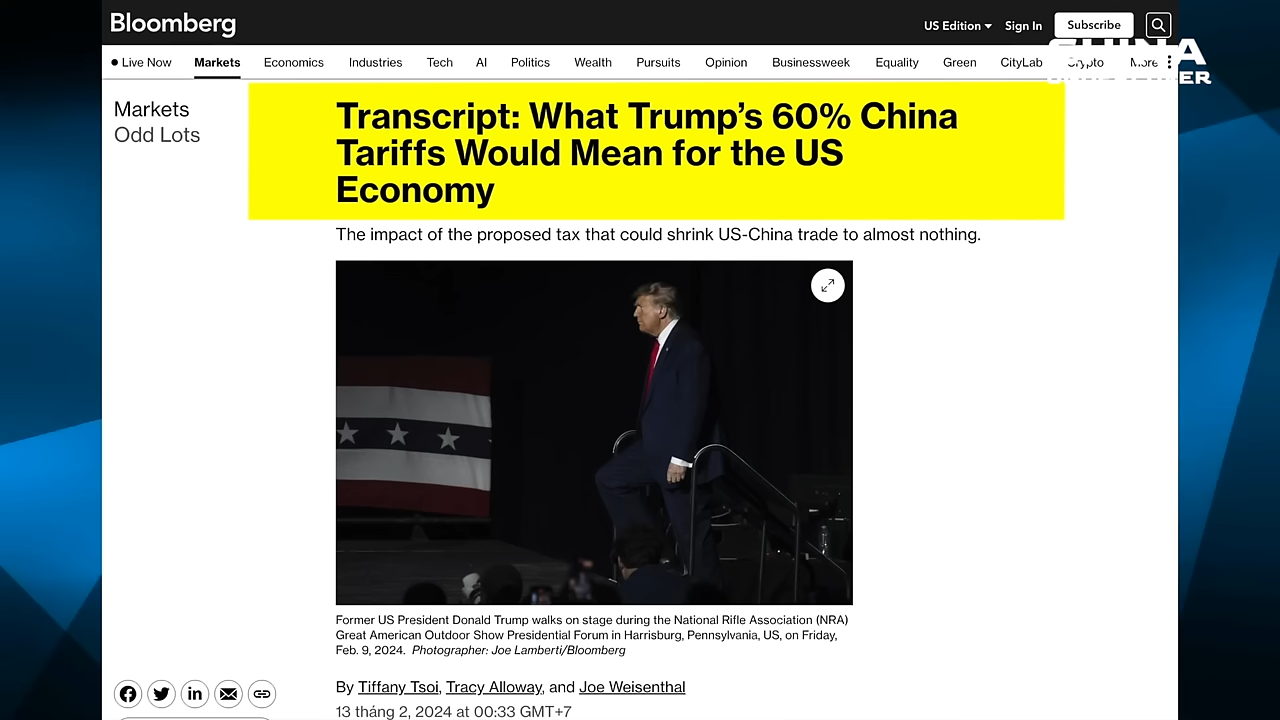 Bloomberg
US Edition
Sign In
Subscribe
Live Now
Markets
Economics
Industries
Tech
AI
Politics
Wealth
Pursuits
Opinion
Businessweek
Equality
Green
CityLab
Crypto
More
Markets
Odd Lots
Transcript: What Trump’s 60% China
Tariffs Would Mean for the US
Economy
The impact of the proposed tax that could shrink US-China trade to almost nothing.
Former US President Donald Trump walks on stage during the National Rifle Association (NRA)
Great American Outdoor Show Presidential Forum in Harrisburg, Pennsylvania, US, on Friday,
Feb. 9, 2024. Photographer: Joe Lamberti/Bloomberg
By Tiffany Tsoi, Tracy Alloway, and Joe Weisenthal
13 tháng 2, 2024 at 00:33 GMT+7